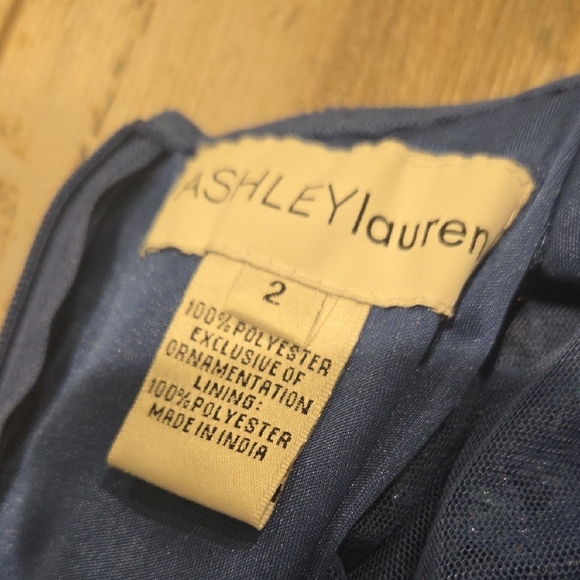 ASHLEYlauren
2
100% POLYESTER
EXCLUSIVE OF
ORNAMENTATION
LINING:
100% POLYESTER
MADE IN INDIA